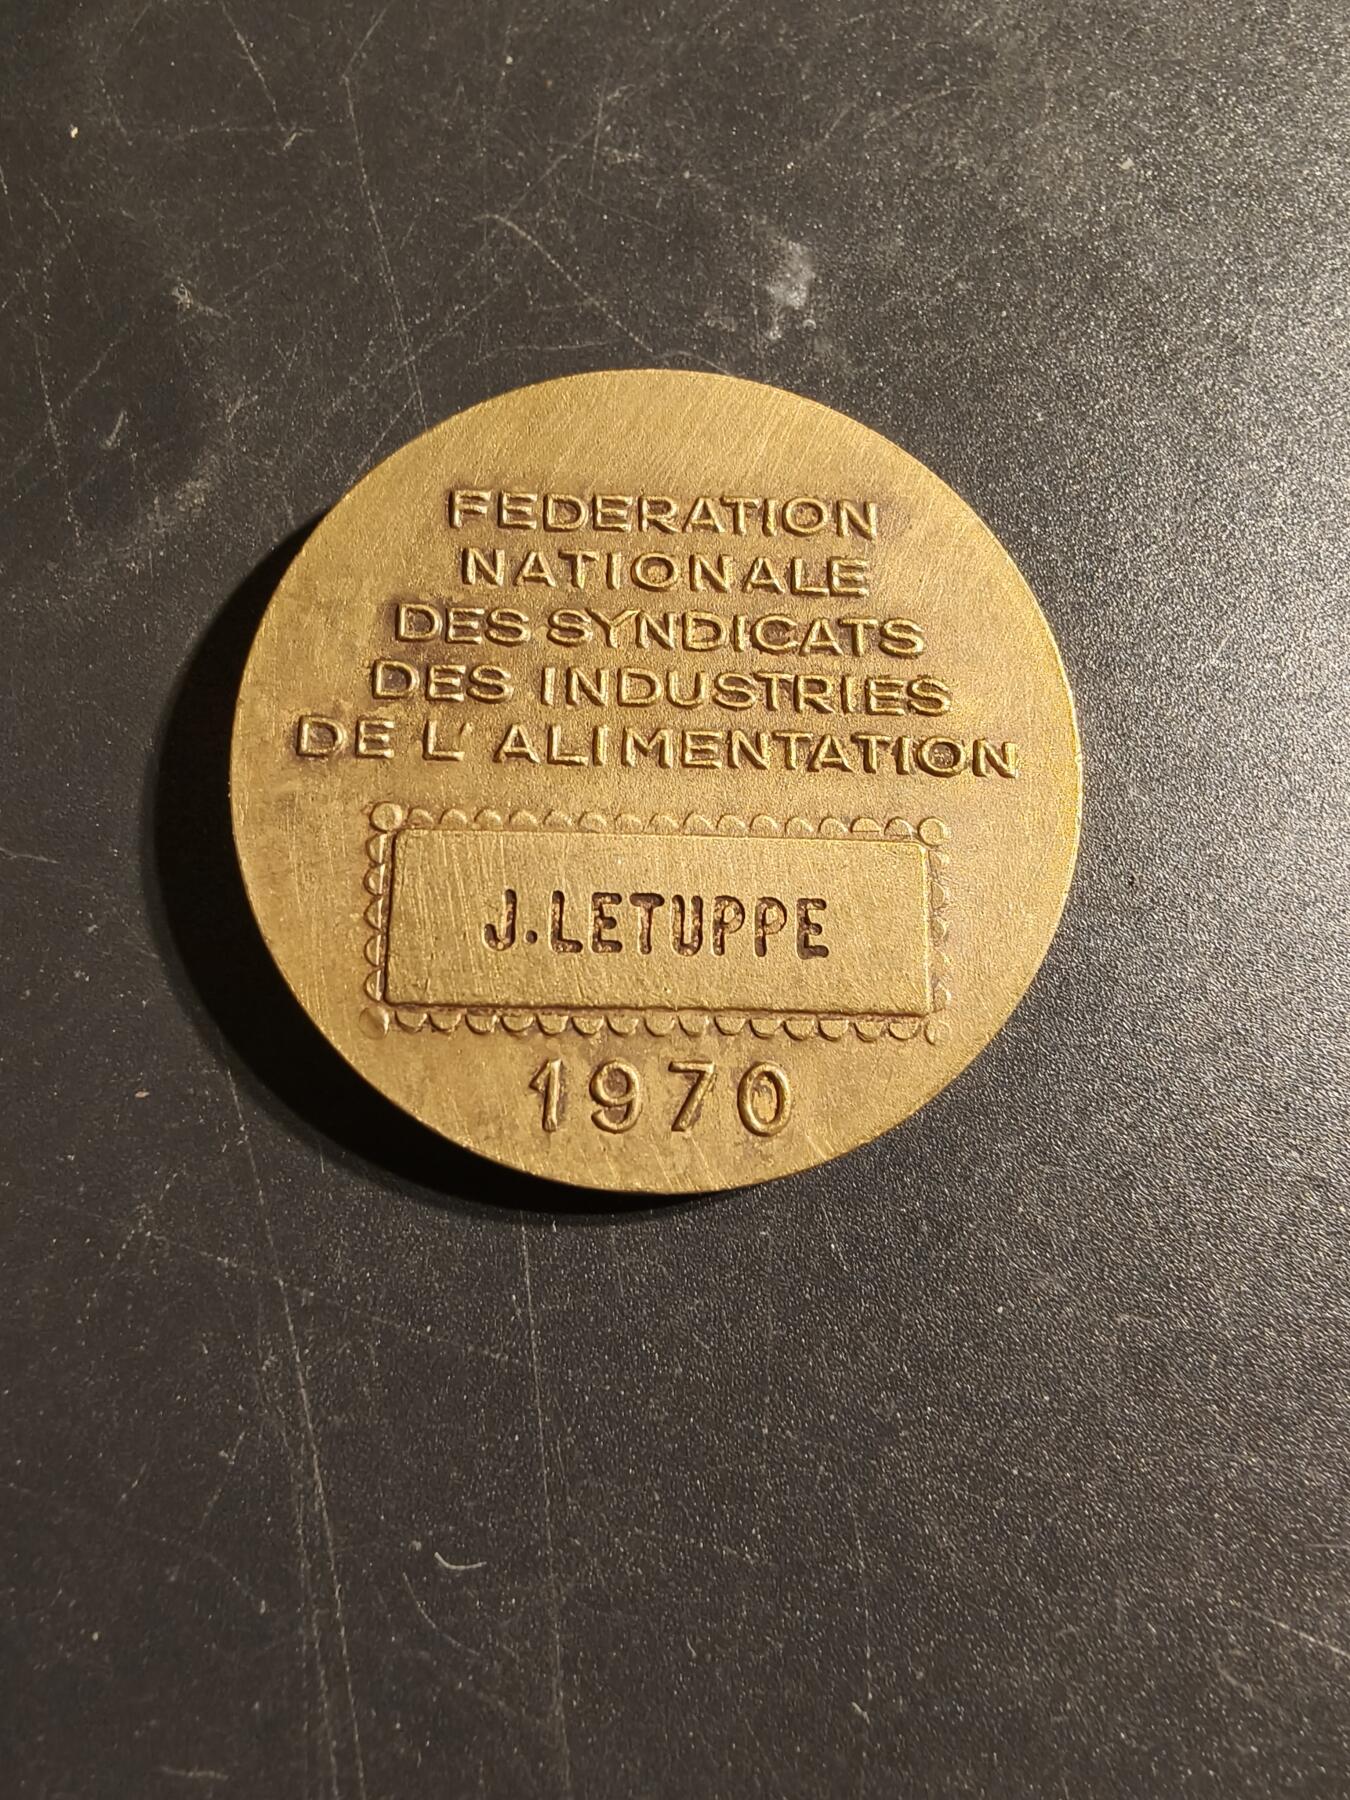 FEDERATION
NATIONALE
DES SYNDICATS
DES INDUSTRIES
DE L' ALIMENTATION
J. LETUPPE
1970